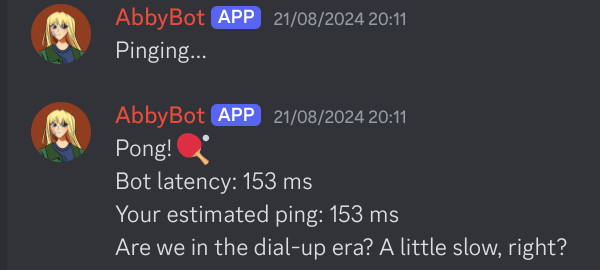 AbbyBot APP 21/08/2024 20:11
Pinging...
AbbyBot APP 21/08/2024 20:11
Pong! 🏓
Bot latency: 153 ms
Your estimated ping: 153 ms
Are we in the dial-up era? A little slow, right?